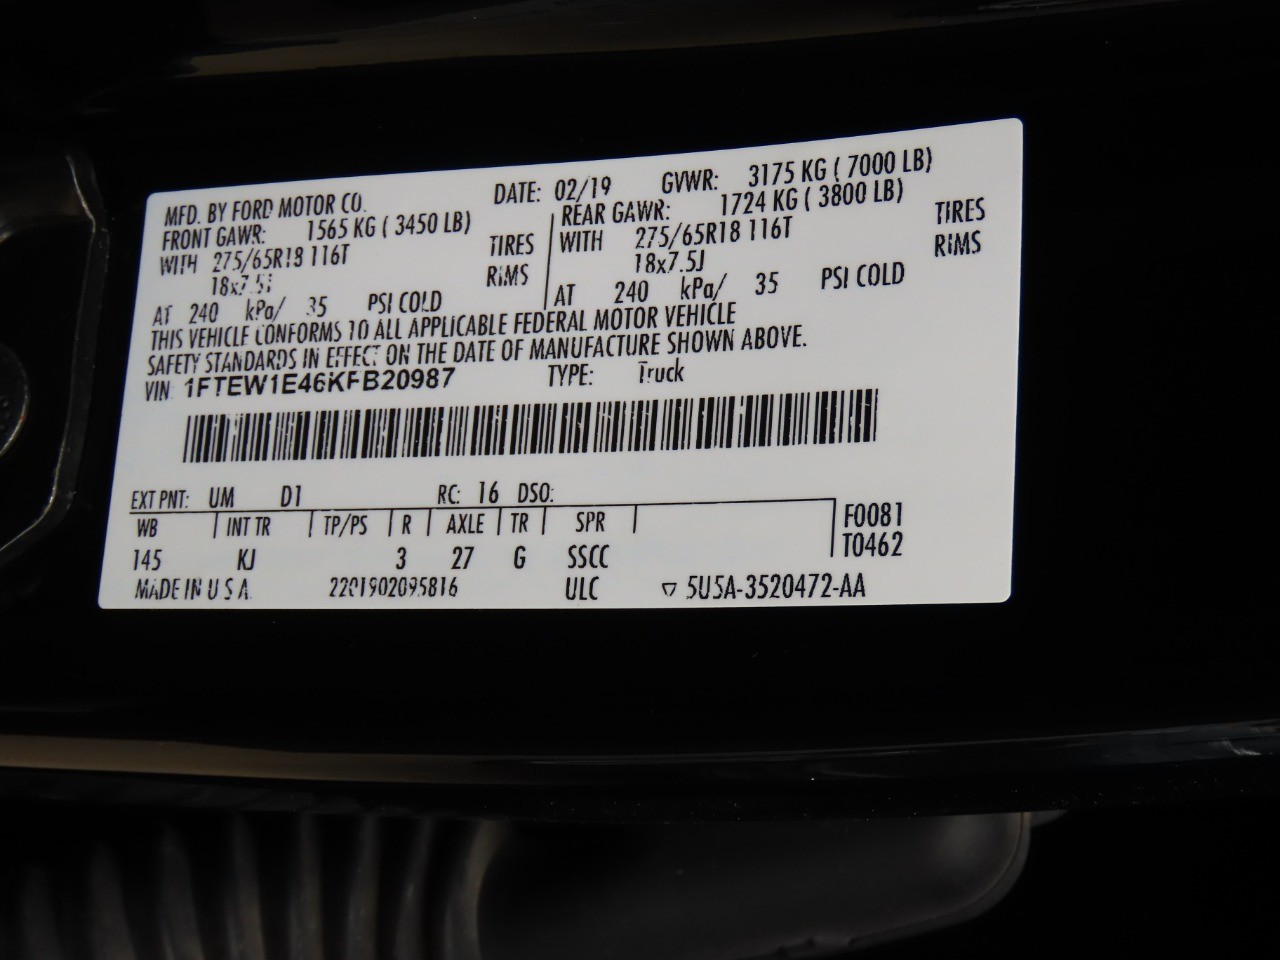 MFD. BY FORD MOTOR CO. DATE: 02/19 GVWR: 3175 KG ( 7000 LB)
FRONT GAWR: 1565 KG ( 3450 LB) REAR GAWR: 1724 KG ( 3800 LB)
WITH 275/65R18 116T TIRES WITH 275/65R18 116T TIRES
18x7.5J RIMS 18x7.5J RIMS
AT 240 kPa/ 35 PSI COLD AT 240 kPa/ 35 PSI COLD
THIS VEHICLE CONFORMS TO ALL APPLICABLE FEDERAL MOTOR VEHICLE
SAFETY STANDARDS IN EFFECT ON THE DATE OF MANUFACTURE SHOWN ABOVE.
VIN: 1FTEW1E46KFB20987 TYPE: Truck
EXT PNT: UM D1 RC: 16 DSO:
WB INT TR TP/PS R AXLE TR SPR F0081
145 KJ 3 27 G SSCC T0462
MADE IN U S A 2201902095816 ULC ▽ 5U5A-3520472-AA